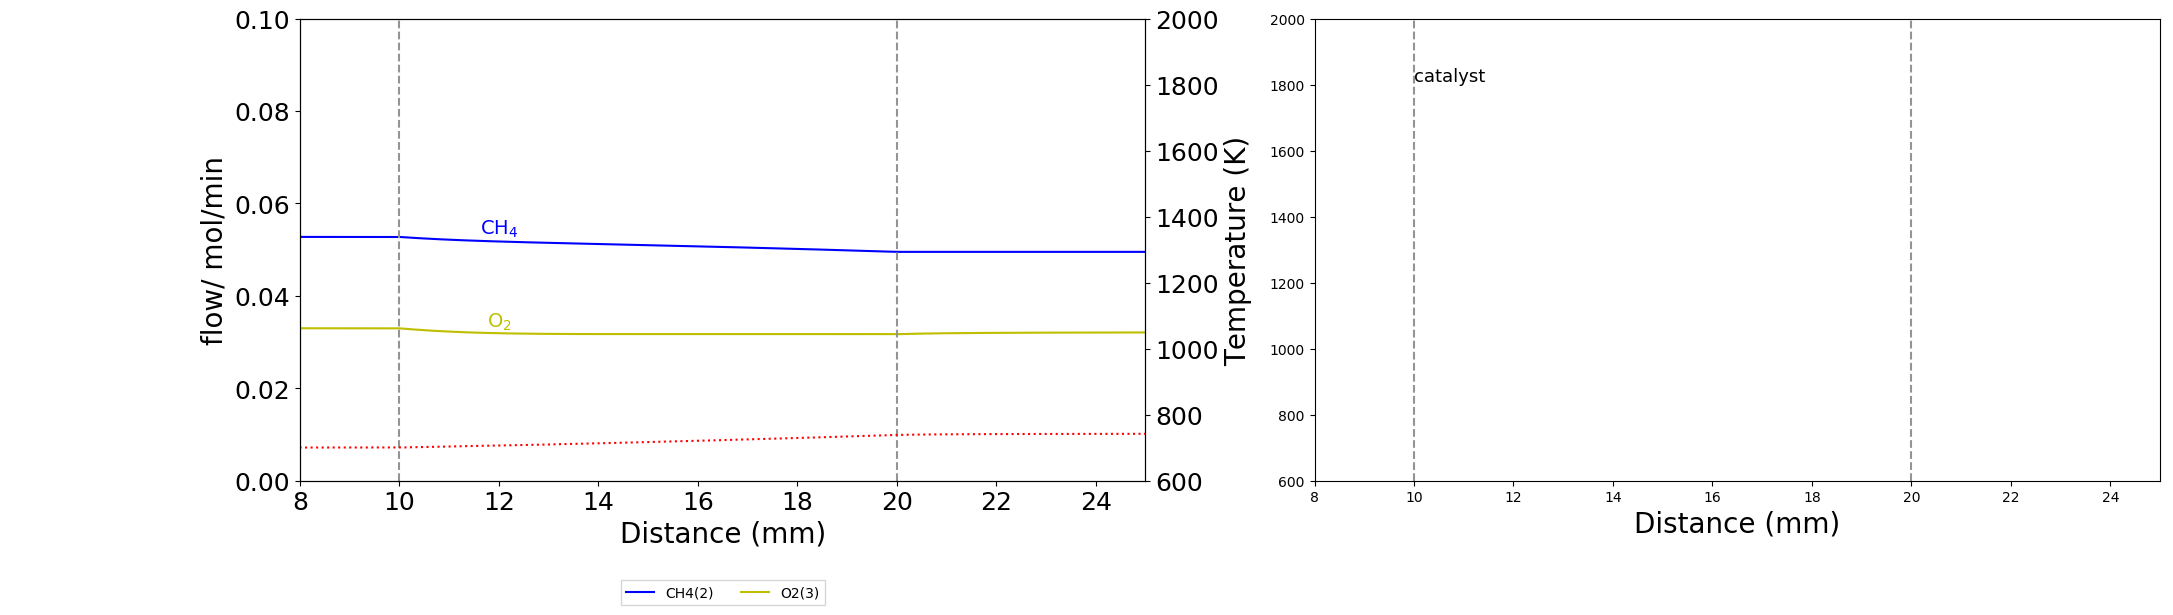 0.10
0.08
0.06
0.04
0.02
0.00
flow/ mol/min
CH₄
O₂
8 10 12 14 16 18 20 22 24
Distance (mm)
CH4(2) O2(3)
2000
1800
1600
1400
1200
1000
800
600
Temperature (K)
2000
1800
1600
1400
1200
1000
800
600
catalyst
8 10 12 14 16 18 20 22 24
Distance (mm)